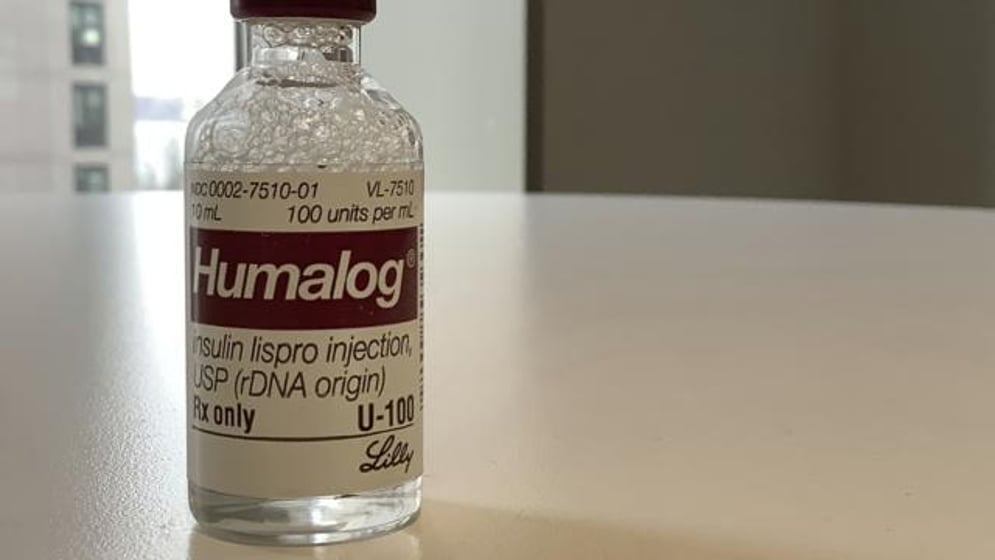 NDC 0002-7510-01 VL-7510
10 mL 100 units per mL
Humalog®
insulin lispro injection,
USP (rDNA origin)
Rx only U-100
Lilly